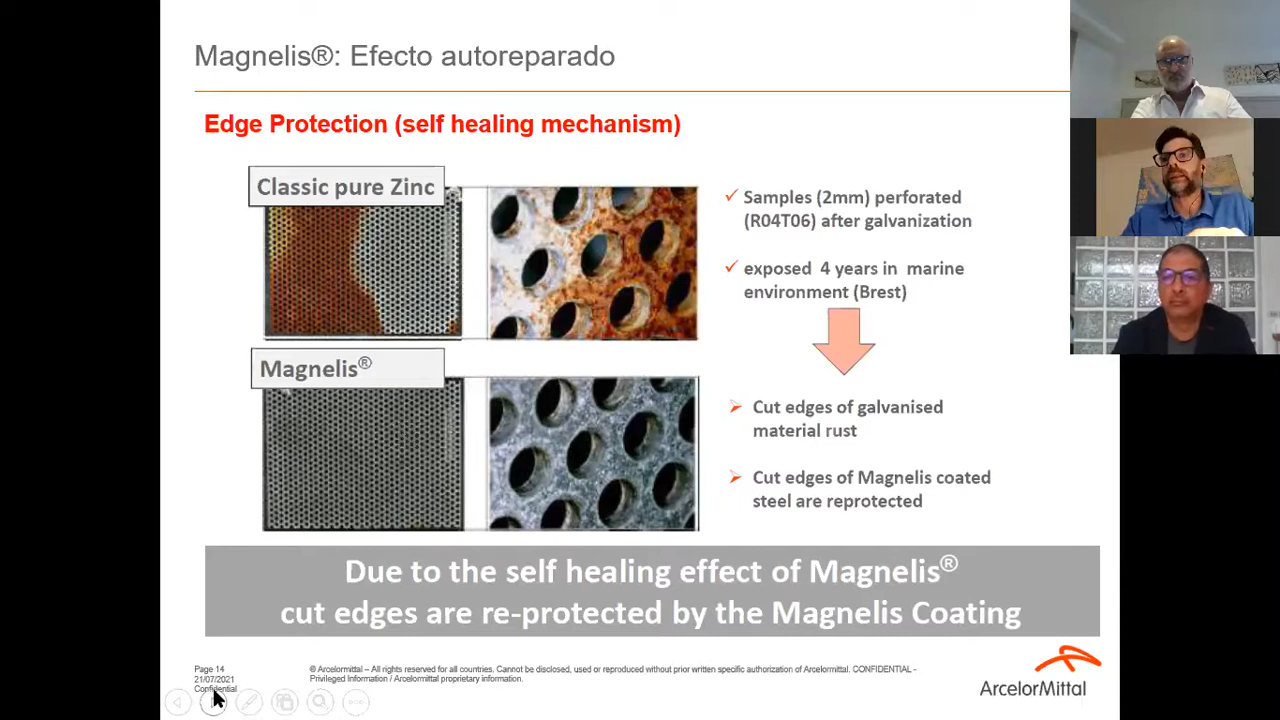 Magnelis®: Efecto autoreparado
Edge Protection (self healing mechanism)
Classic pure Zinc
Samples (2mm) perforated
(R04T06) after galvanization
exposed 4 years in marine
environment (Brest)
Magnelis®
Cut edges of galvanised
material rust
Cut edges of Magnelis coated
steel are reprotected
Due to the self healing effect of Magnelis®
cut edges are re-protected by the Magnelis Coating
Page 14
21/07/2021
Confidential
® Arcelormittal – All rights reserved for all countries. Cannot be disclosed, used or reproduced without prior written specific authorization of Arcelormittal. CONFIDENTIAL -
Privileged Information / Arcelormittal proprietary information.
ArcelorMittal